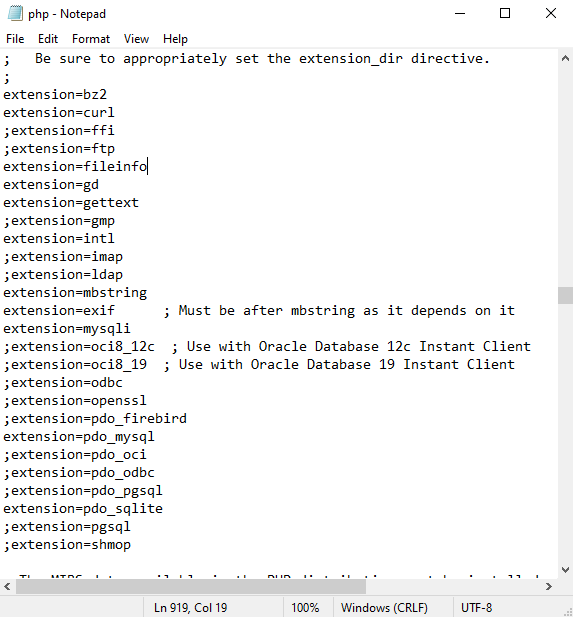 php - Notepad
File Edit Format View Help
;   Be sure to appropriately set the extension_dir directive.
;
extension=bz2
extension=curl
;extension=ffi
;extension=ftp
extension=fileinfo
extension=gd
extension=gettext
;extension=gmp
extension=intl
;extension=imap
;extension=ldap
extension=mbstring
extension=exif      ; Must be after mbstring as it depends on it
extension=mysqli
;extension=oci8_12c  ; Use with Oracle Database 12c Instant Client
;extension=oci8_19  ; Use with Oracle Database 19 Instant Client
;extension=odbc
;extension=openssl
;extension=pdo_firebird
extension=pdo_mysql
;extension=pdo_oci
;extension=pdo_odbc
;extension=pdo_pgsql
extension=pdo_sqlite
;extension=pgsql
;extension=shmop
Ln 919, Col 19 100% Windows (CRLF) UTF-8